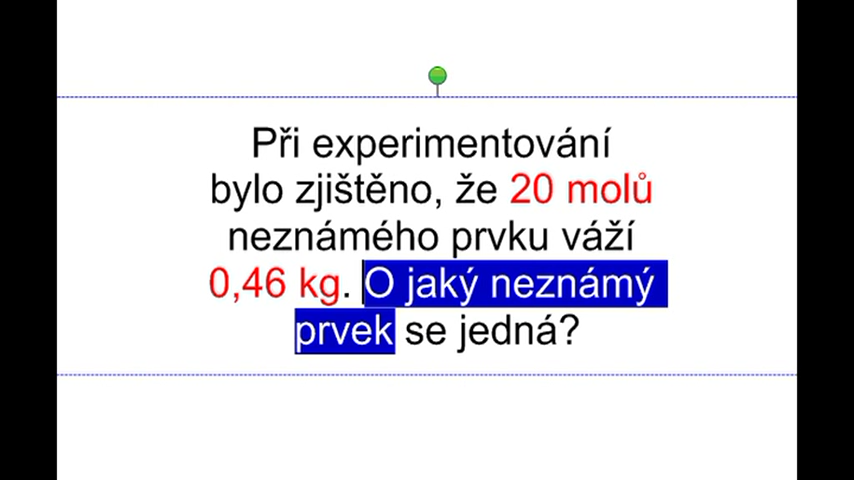 Při experimentování
bylo zjištěno, že 20 molů
neznámého prvku váží
0,46 kg. O jaký neznámý
prvek se jedná?